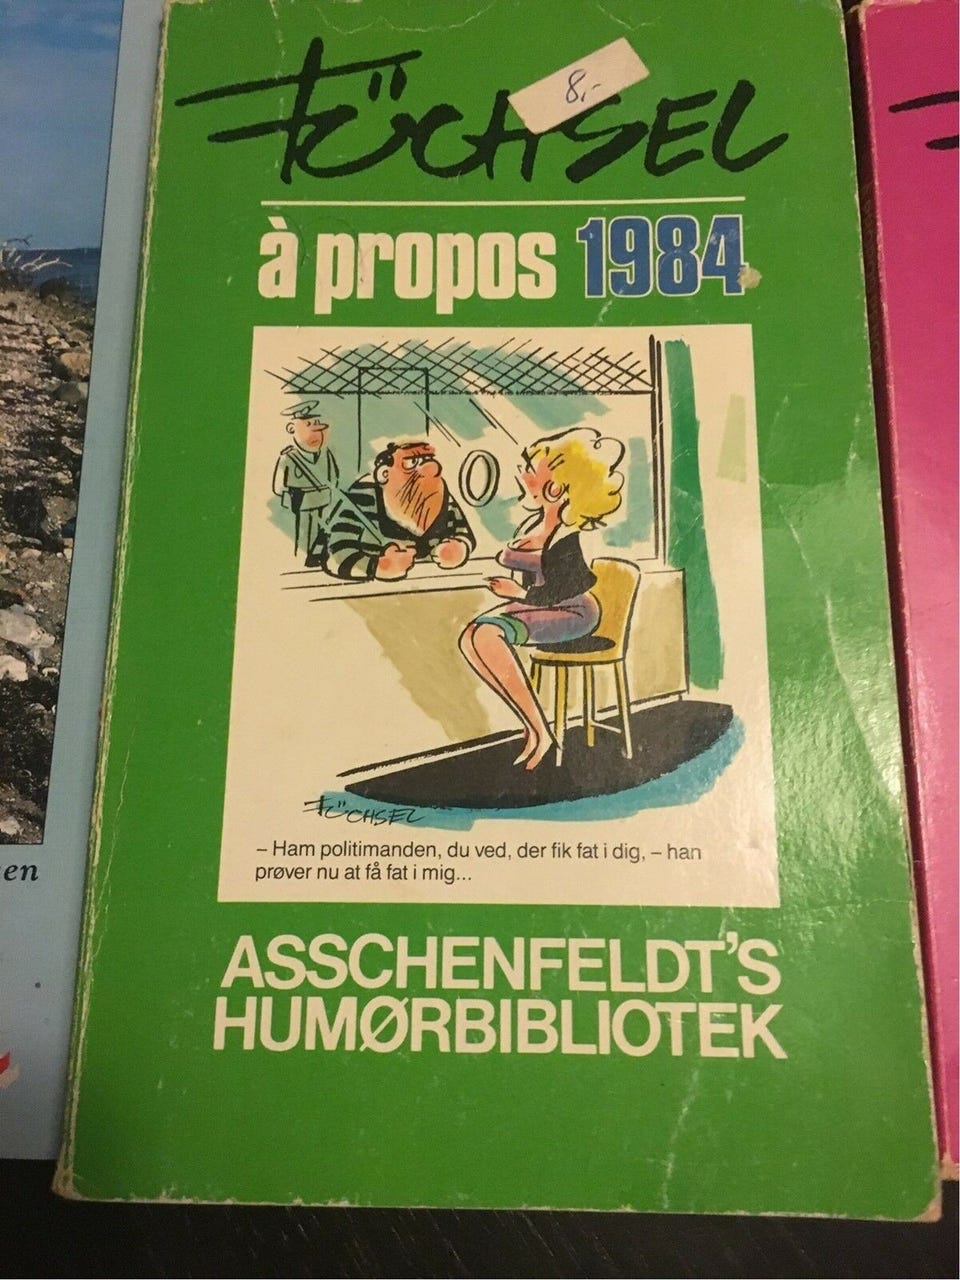 FÜCHSEL
8,-
à propos 1984
FÜCHSEL
– Ham politimanden, du ved, der fik fat i dig, – han
prøver nu at få fat i mig...
ASSCHENFELDT'S
HUMØRBIBLIOTEK
en